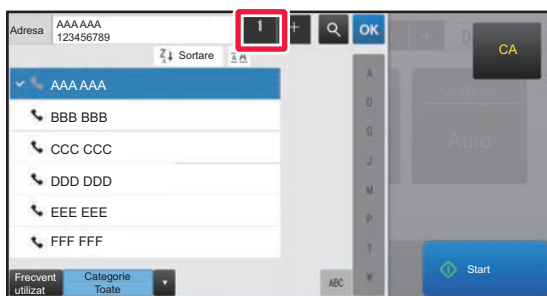 Adresa
AAA AAA
123456789
1
+
OK
CA
Sortare
AAA AAA
BBB BBB
CCC CCC
DDD DDD
EEE EEE
FFF FFF
A
D
G
J
M
P
T
W
Original
Auto
Frecvent
utilizat
Categorie
Toate
ABC
Start